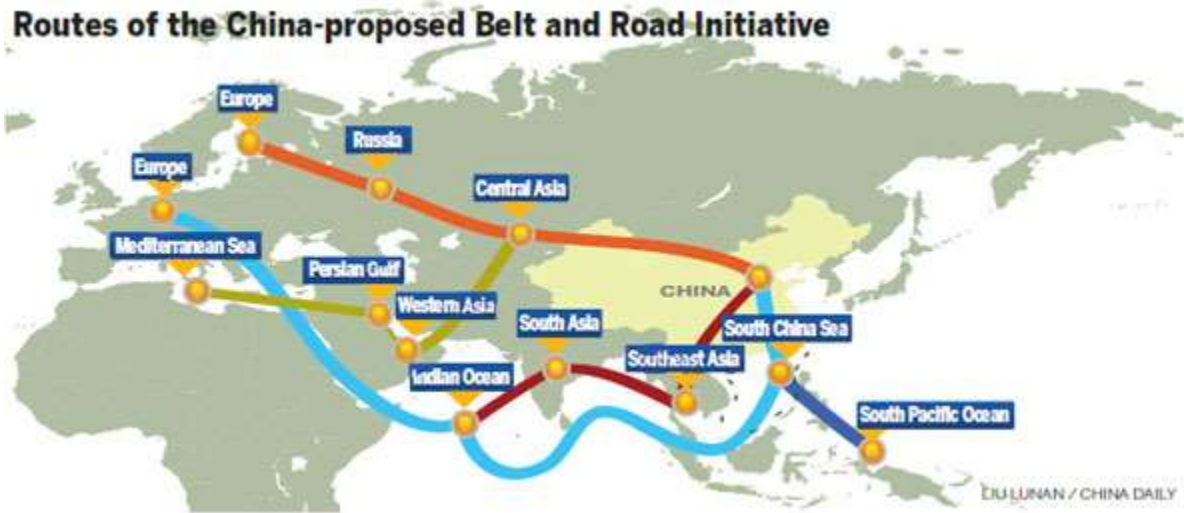 Routes of the China-proposed Belt and Road Initiative
Europe
Russia
Europe
Central Asia
Mediterranean Sea
Persian Gulf
CHINA
Western Asia
South Asia
South China Sea
Southeast Asia
Indian Ocean
South Pacific Ocean
LIU LUNAN / CHINA DAILY